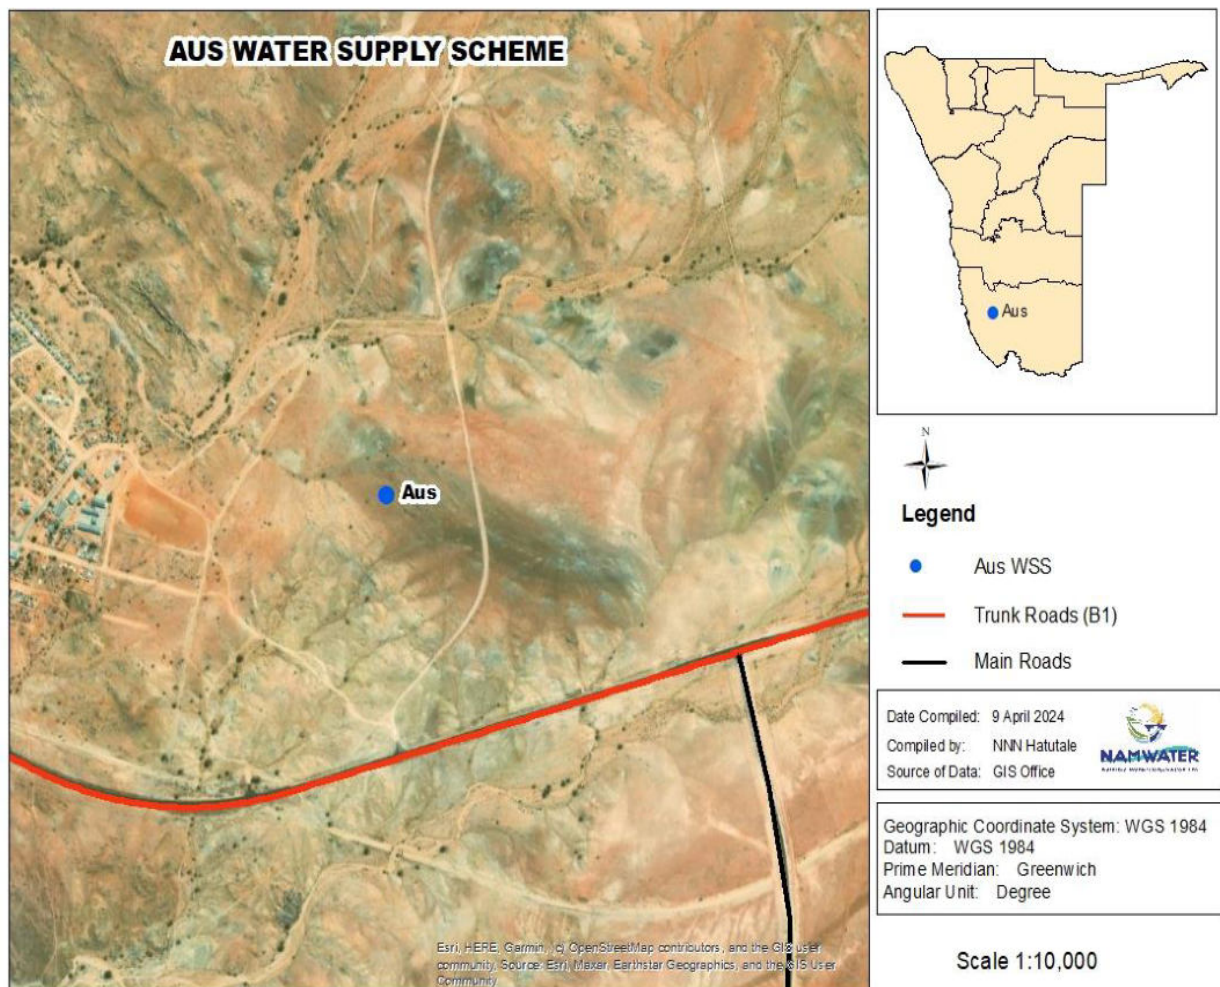 AUS WATER SUPPLY SCHEME
Aus
Esri, HERE, Garmin, (c) OpenStreetMap contributors, and the GIS user
community, Source: Esri, Maxar, Earthstar Geographics, and the GIS User
Community
Aus
N
Legend
Aus WSS
Trunk Roads (B1)
Main Roads
Date Compiled: 9 April 2024
Compiled by: NNN Hatutale
Source of Data: GIS Office
NAMWATER
Geographic Coordinate System: WGS 1984
Datum: WGS 1984
Prime Meridian: Greenwich
Angular Unit: Degree
Scale 1:10,000